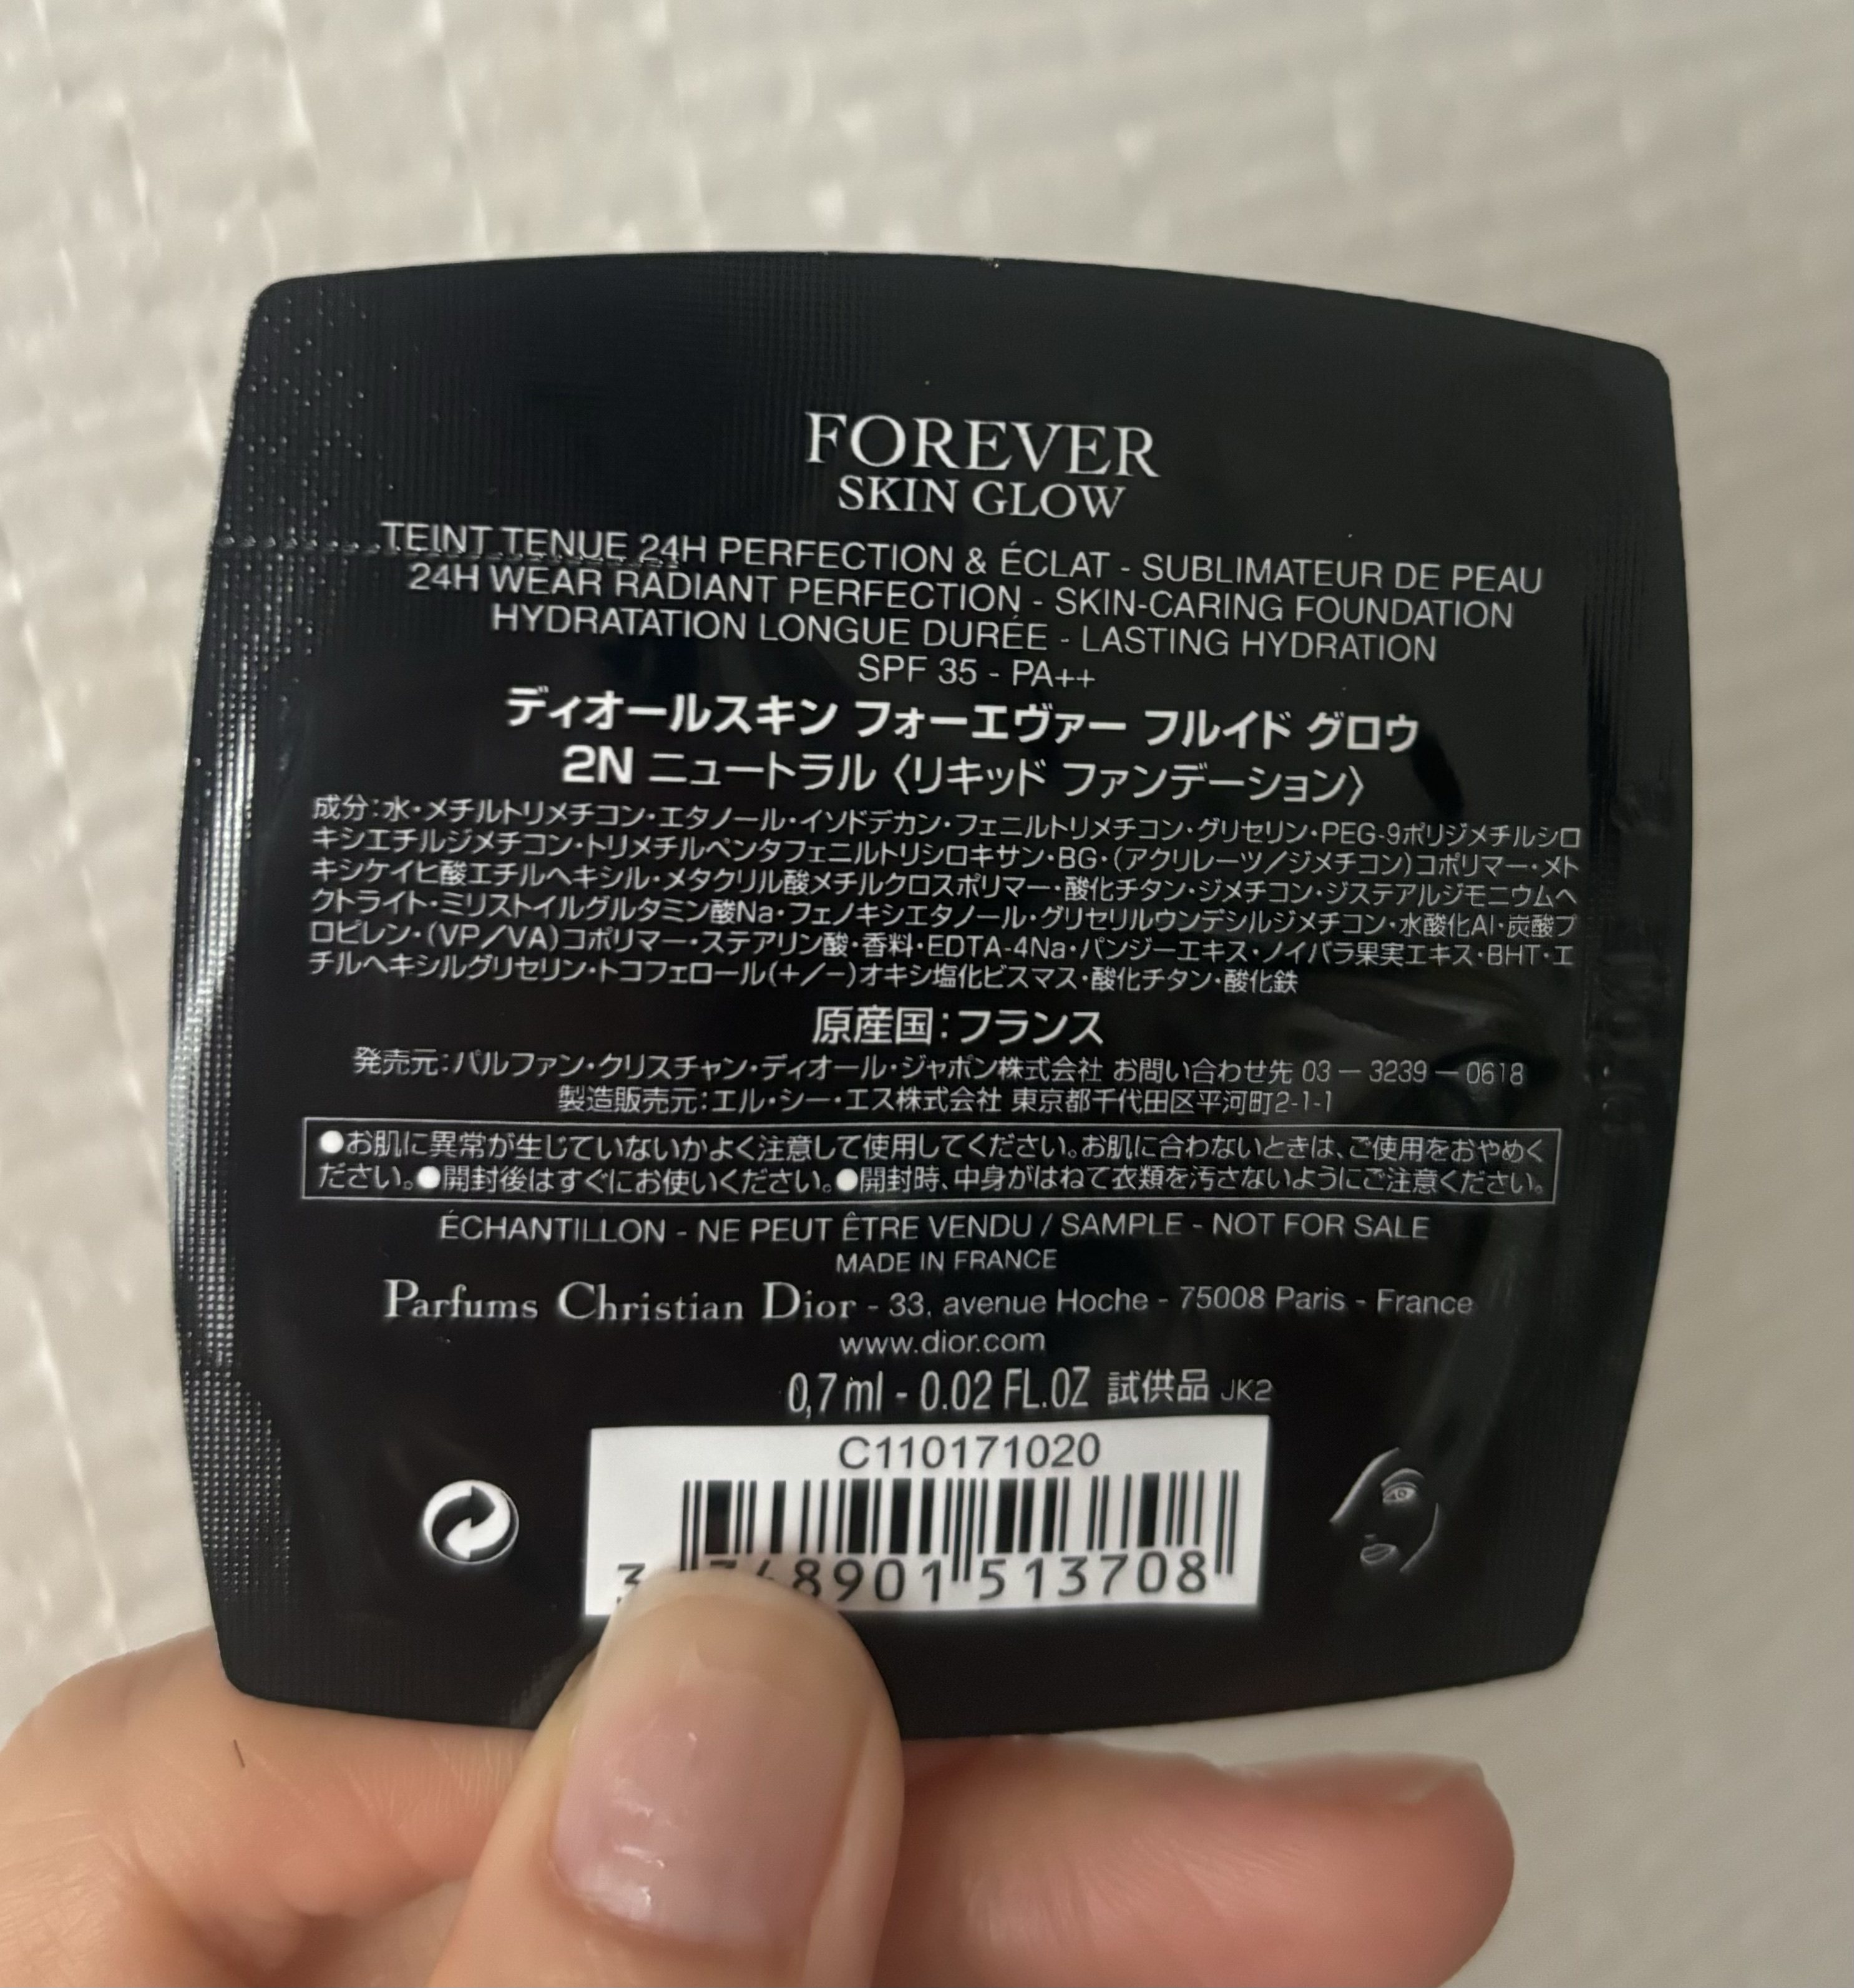 FOREVER
SKIN GLOW
TEINT TENUE 24H PERFECTION & ÉCLAT - SUBLIMATEUR DE PEAU
24H WEAR RADIANT PERFECTION - SKIN-CARING FOUNDATION
HYDRATATION LONGUE DURÉE - LASTING HYDRATION
SPF 35 - PA++
ディオールスキン フォーエヴァー フルイド グロウ
2N ニュートラル〈リキッド ファンデーション〉
成分:水・メチルトリメチコン・エタノール・イソドデカン・フェニルトリメチコン・グリセリン・PEG-9ポリジメチルシロ
キシエチルジメチコン・トリメチルペンタフェニルトリシロキサン・BG・(アクリレーツ/ジメチコン)コポリマー・メト
キシケイヒ酸エチルヘキシル・メタクリル酸メチルクロスポリマー・酸化チタン・ジメチコン・ジステアルジモニウムヘ
クトライト・ミリストイルグルタミン酸Na・フェノキシエタノール・グリセリルウンデシルジメチコン・水酸化Al・炭酸プ
ロピレン・(VP/VA)コポリマー・ステアリン酸・香料・EDTA-4Na・パンジーエキス・ノイバラ果実エキス・BHT・エ
チルヘキシルグリセリン・トコフェロール(+/-)オキシ塩化ビスマス・酸化チタン・酸化鉄
原産国:フランス
発売元:パルファン・クリスチャン・ディオール・ジャポン株式会社 お問い合わせ先 03 − 3239 − 0618
製造販売元:エル・シー・エス株式会社 東京都千代田区平河町2-1-1
●お肌に異常が生じていないかよく注意して使用してください。お肌に合わないときは、ご使用をおやめく
ださい。●開封後はすぐにお使いください。●開封時、中身がはねて衣類を汚さないようにご注意ください。
ÉCHANTILLON - NE PEUT ÊTRE VENDU / SAMPLE - NOT FOR SALE
MADE IN FRANCE
Parfums Christian Dior - 33, avenue Hoche - 75008 Paris - France
www.dior.com
0,7 ml - 0.02 FL.OZ 試供品 JK2
C110171020
3 8901 513708